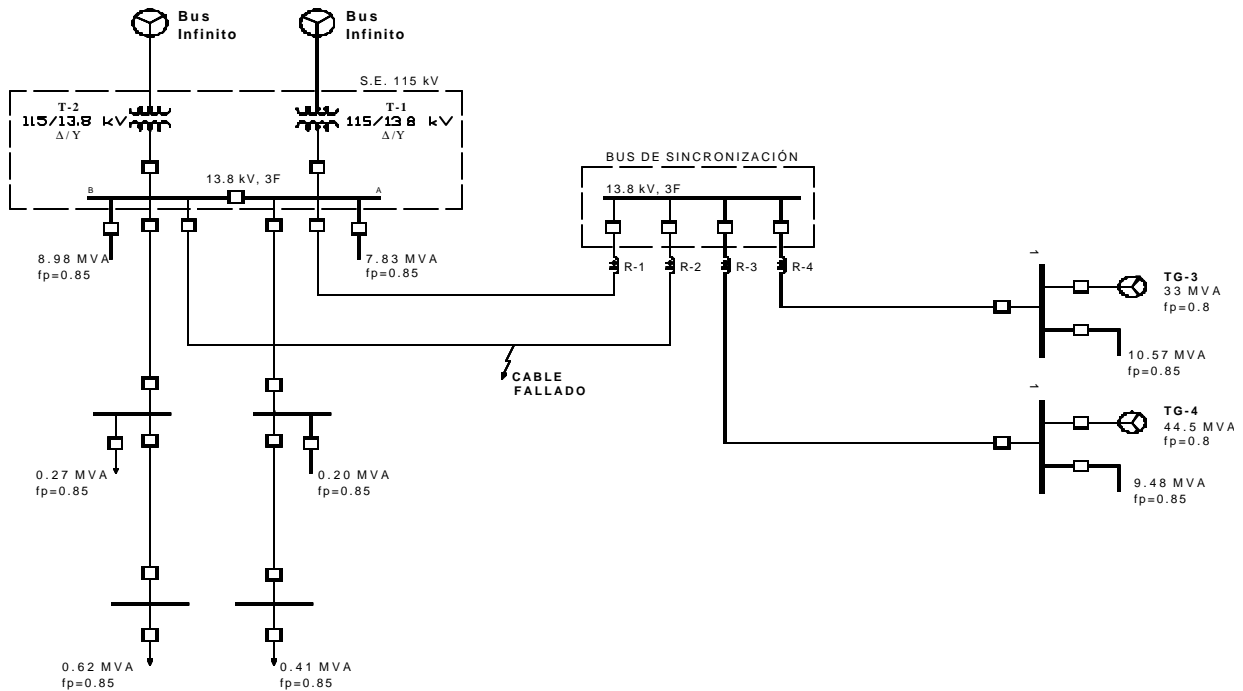 Bus
Infinito
Bus
Infinito
S.E. 115 kV
T-2
115/13.8 kV
Δ/Y
T-1
115/13.8 kV
Δ/Y
BUS DE SINCRONIZACIÓN
B
13.8 kV, 3F
A
13.8 kV, 3F
8.98 MVA
fp=0.85
7.83 MVA
fp=0.85
R-1
R-2
R-3
R-4
1
TG-3
33 MVA
fp=0.8
10.57 MVA
fp=0.85
CABLE
FALLADO
1
TG-4
44.5 MVA
fp=0.8
9.48 MVA
fp=0.85
0.27 MVA
fp=0.85
0.20 MVA
fp=0.85
0.62 MVA
fp=0.85
0.41 MVA
fp=0.85